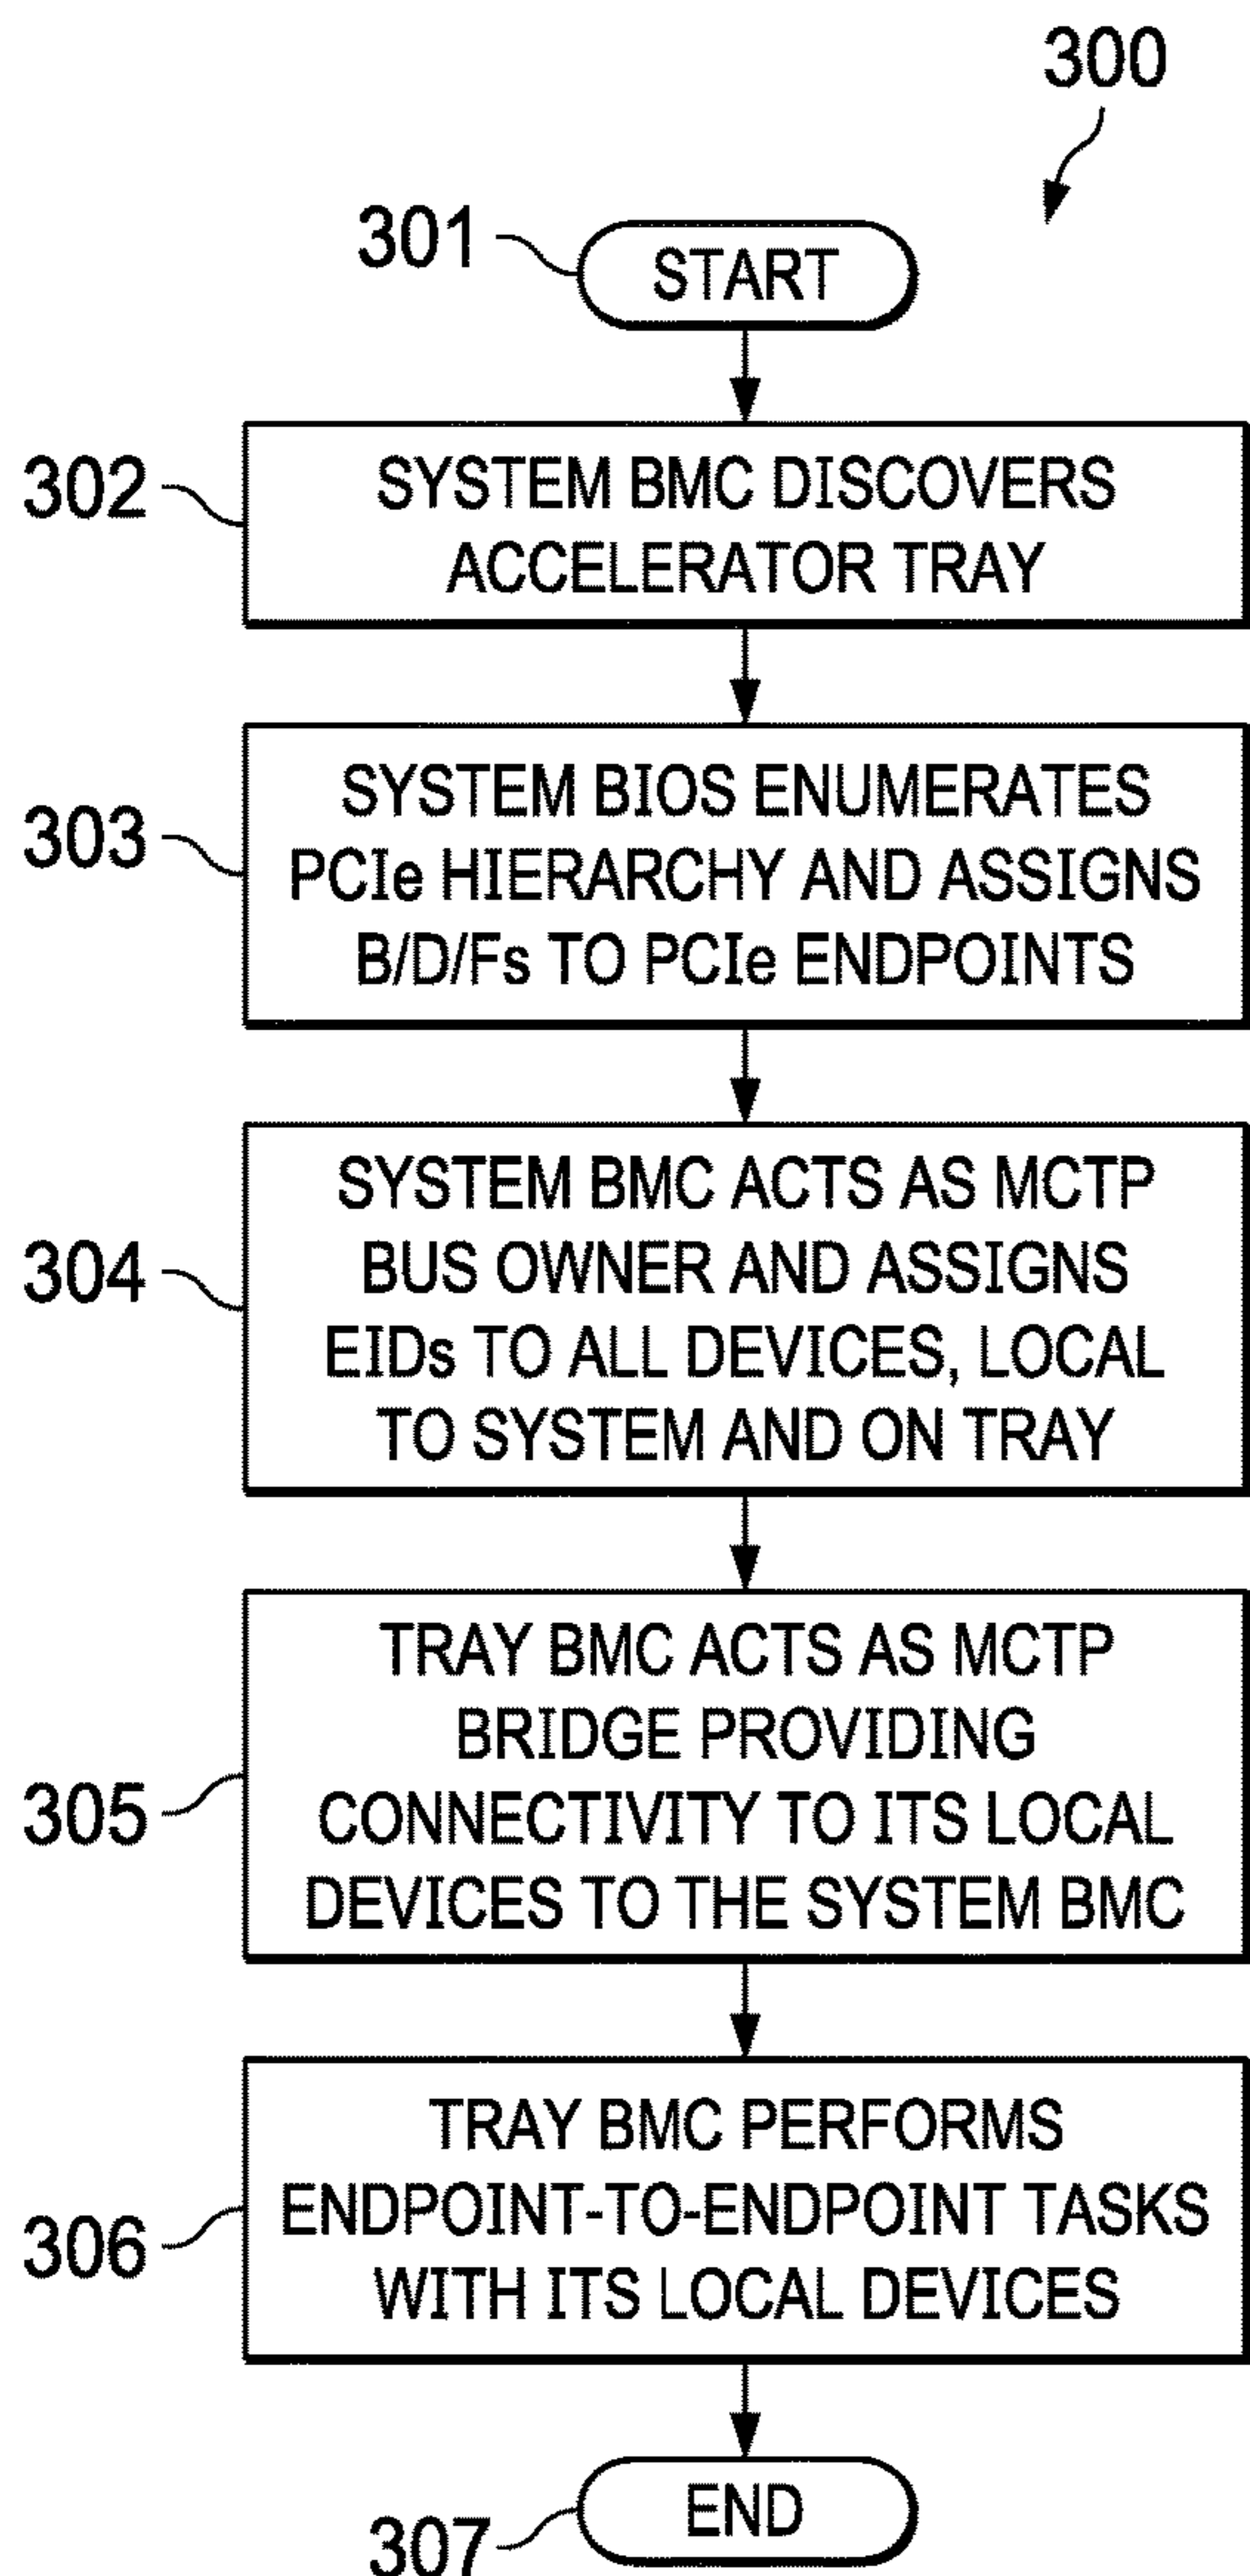 300
301
START
302
SYSTEM BMC DISCOVERS
ACCELERATOR TRAY
303
SYSTEM BIOS ENUMERATES
PCIe HIERARCHY AND ASSIGNS
B/D/Fs TO PCIe ENDPOINTS
304
SYSTEM BMC ACTS AS MCTP
BUS OWNER AND ASSIGNS
EIDs TO ALL DEVICES, LOCAL
TO SYSTEM AND ON TRAY
305
TRAY BMC ACTS AS MCTP
BRIDGE PROVIDING
CONNECTIVITY TO ITS LOCAL
DEVICES TO THE SYSTEM BMC
306
TRAY BMC PERFORMS
ENDPOINT-TO-ENDPOINT TASKS
WITH ITS LOCAL DEVICES
307
END